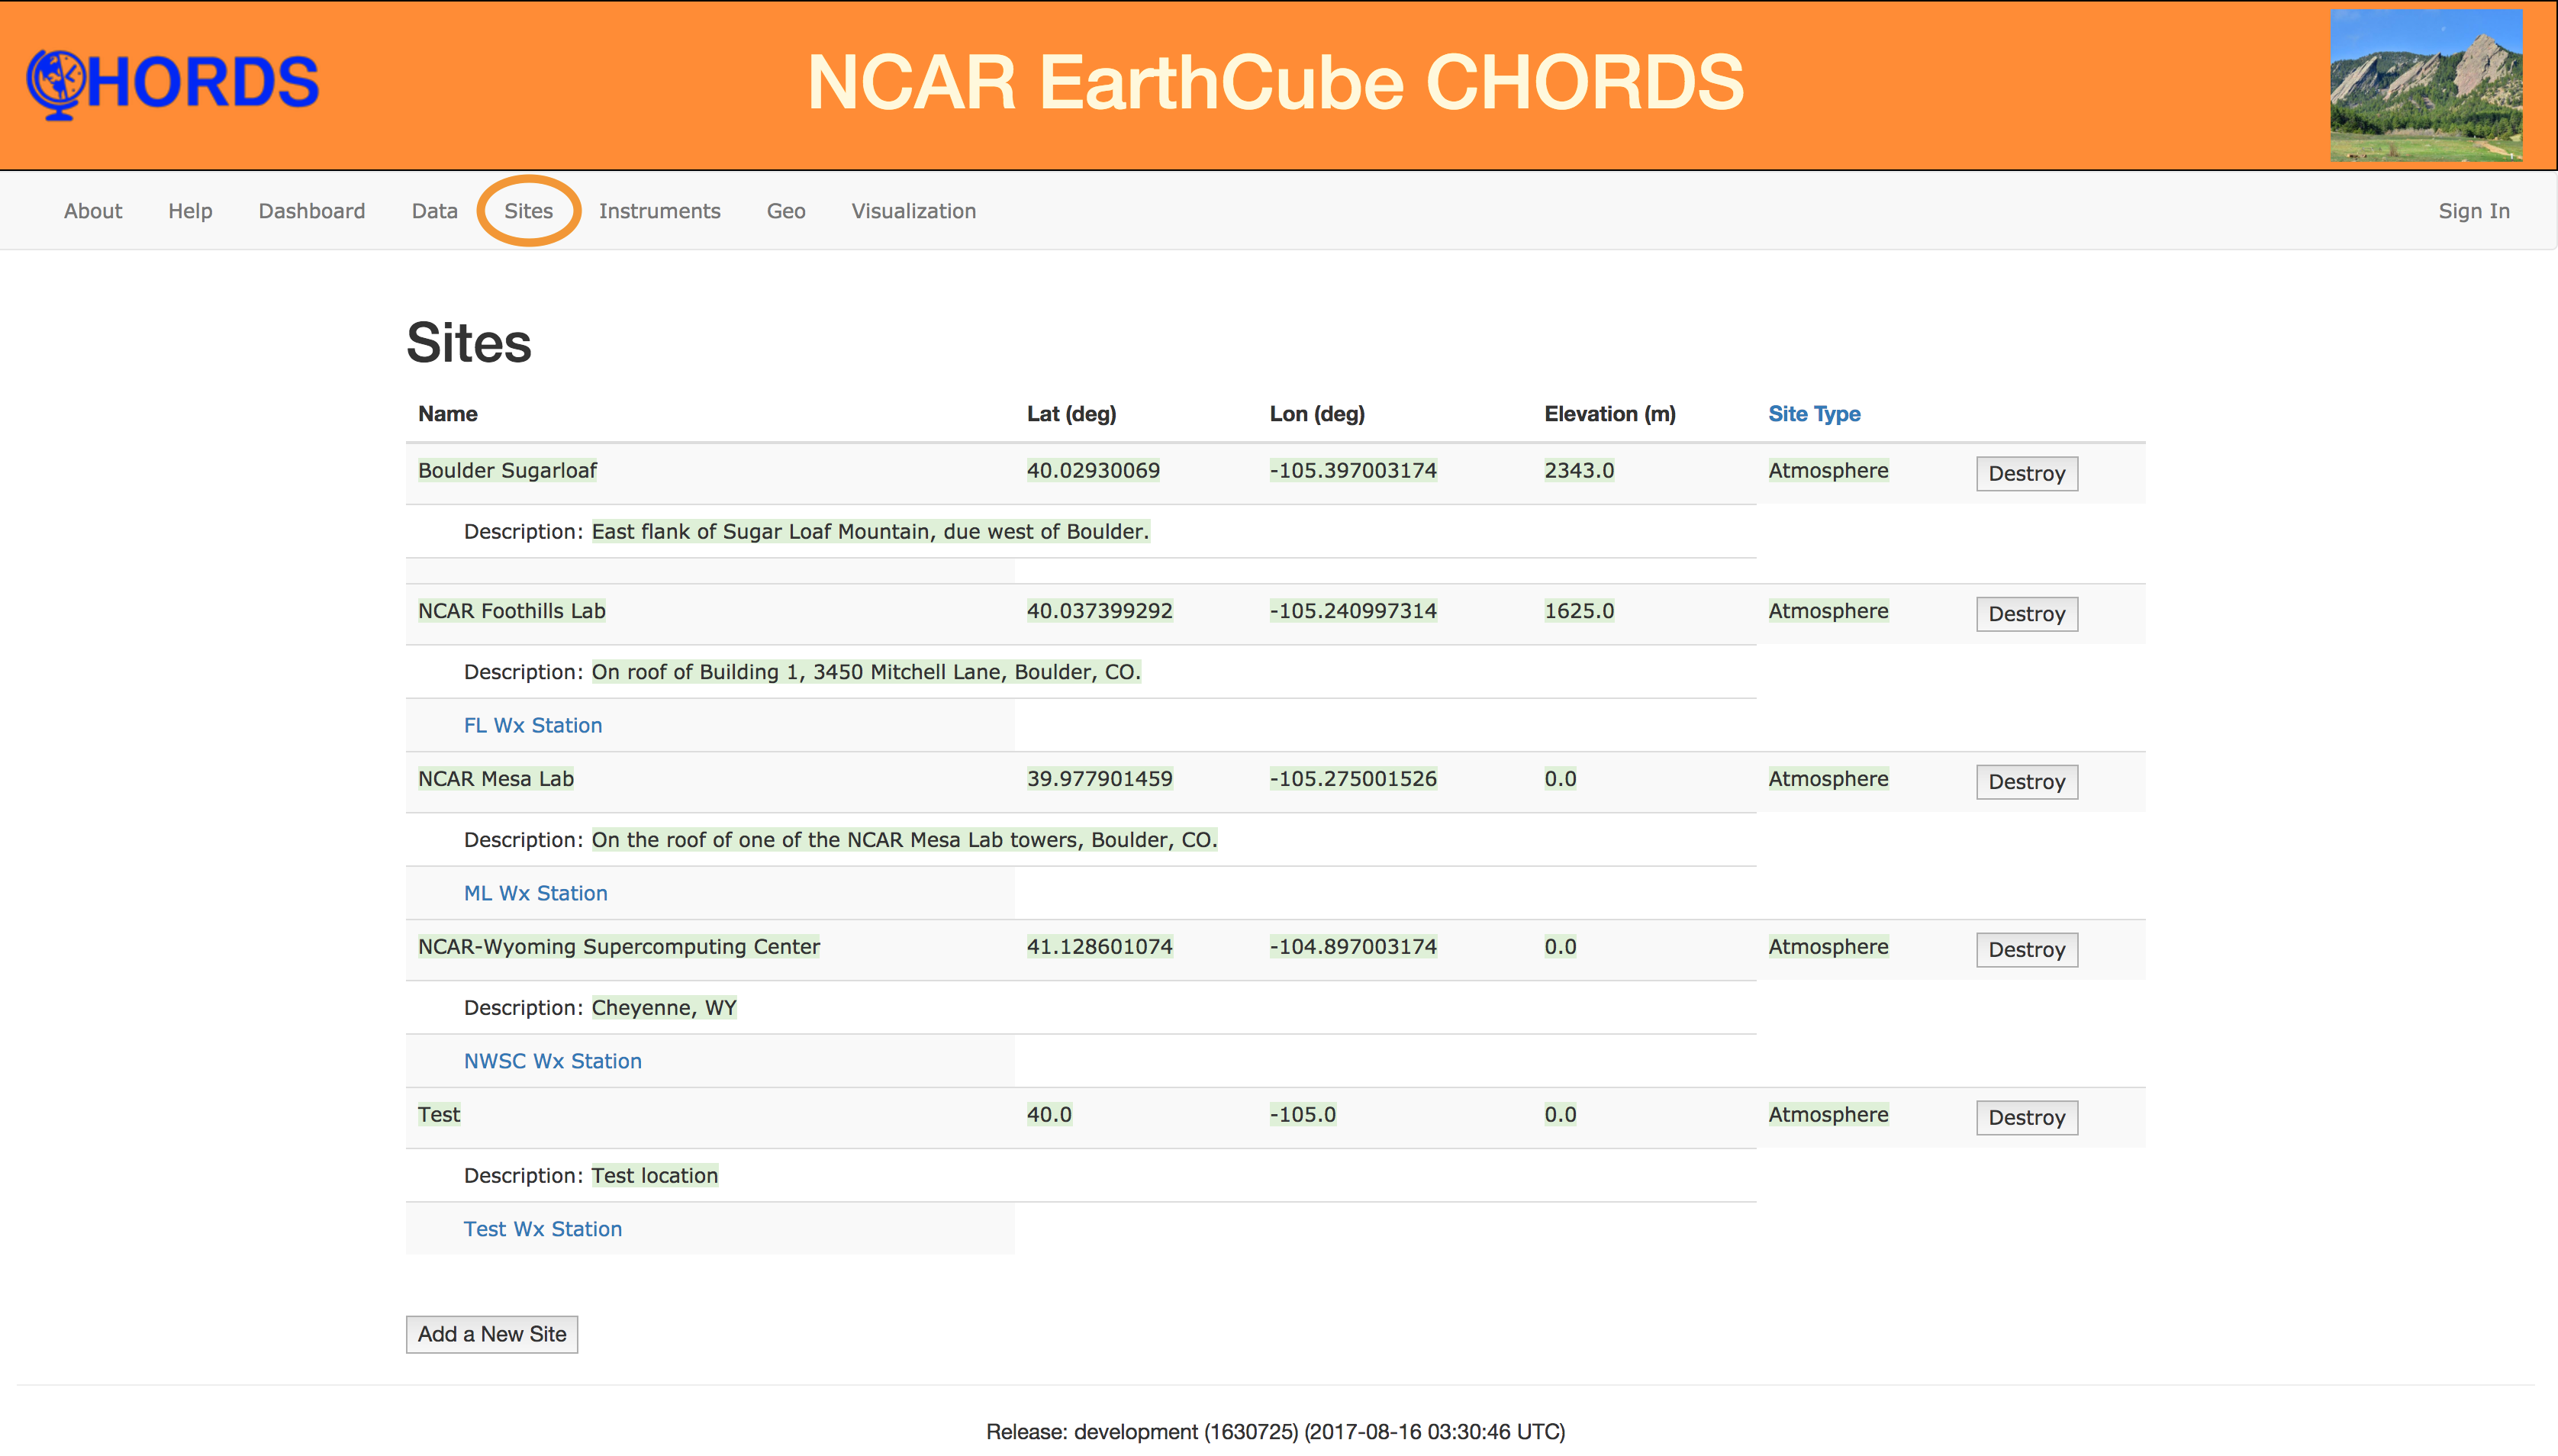 CHORDS
NCAR EarthCube CHORDS
About Help Dashboard Data Sites Instruments Geo Visualization Sign In
Sites
Name Lat (deg) Lon (deg) Elevation (m) Site Type
Boulder Sugarloaf 40.02930069 -105.397003174 2343.0 Atmosphere Destroy
Description: East flank of Sugar Loaf Mountain, due west of Boulder.
NCAR Foothills Lab 40.037399292 -105.240997314 1625.0 Atmosphere Destroy
Description: On roof of Building 1, 3450 Mitchell Lane, Boulder, CO.
FL Wx Station
NCAR Mesa Lab 39.977901459 -105.275001526 0.0 Atmosphere Destroy
Description: On the roof of one of the NCAR Mesa Lab towers, Boulder, CO.
ML Wx Station
NCAR-Wyoming Supercomputing Center 41.128601074 -104.897003174 0.0 Atmosphere Destroy
Description: Cheyenne, WY
NWSC Wx Station
Test 40.0 -105.0 0.0 Atmosphere Destroy
Description: Test location
Test Wx Station
Add a New Site
Release: development (1630725) (2017-08-16 03:30:46 UTC)